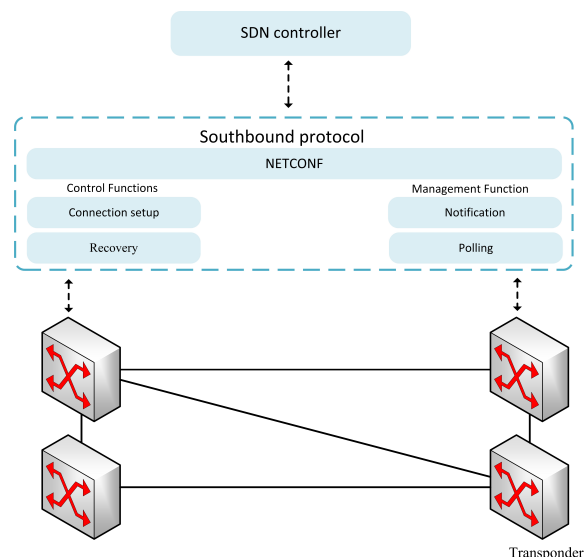 SDN controller
Southbound protocol
NETCONF
Control Functions
Management Function
Connection setup
Notification
Recovery
Polling
Transponder